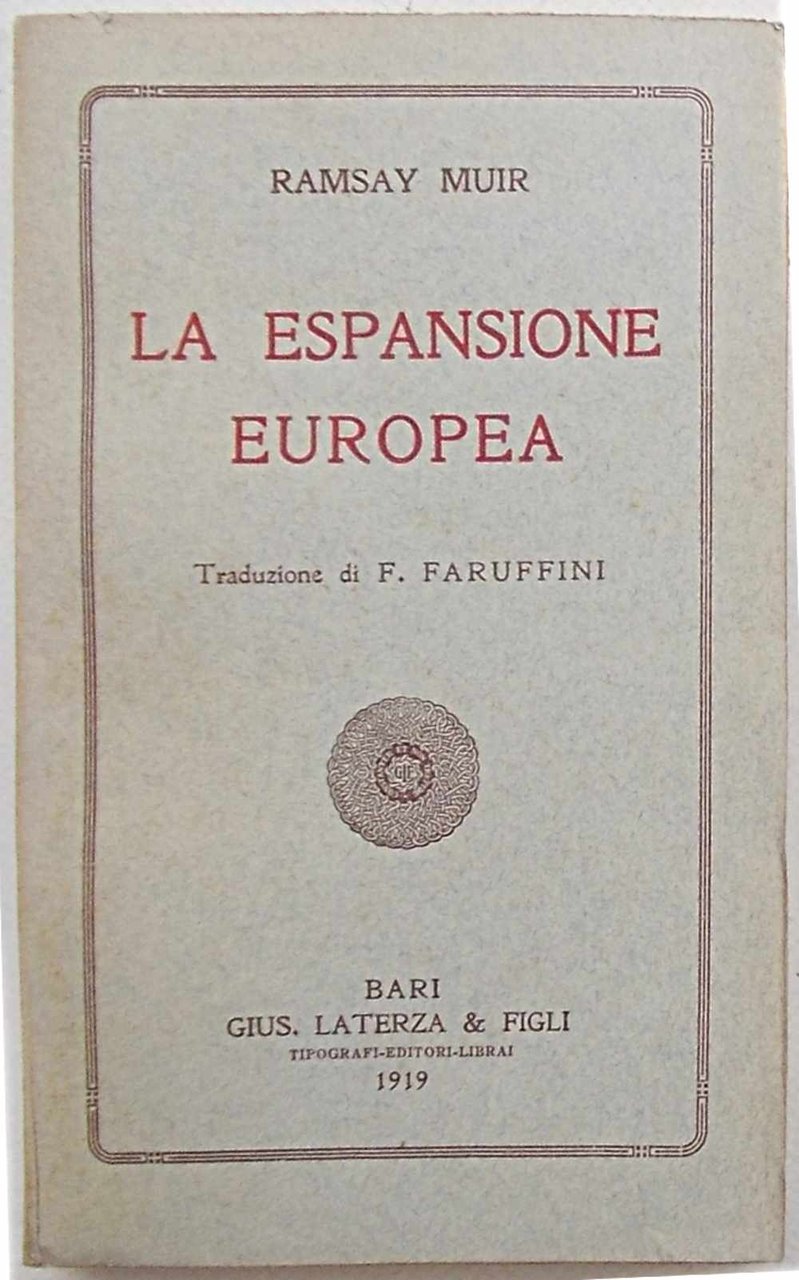 RAMSAY MUIR
LA ESPANSIONE
EUROPEA
Traduzione di F. FARUFFINI
BARI
GIUS. LATERZA & FIGLI
TIPOGRAFI-EDITORI-LIBRAI
1919